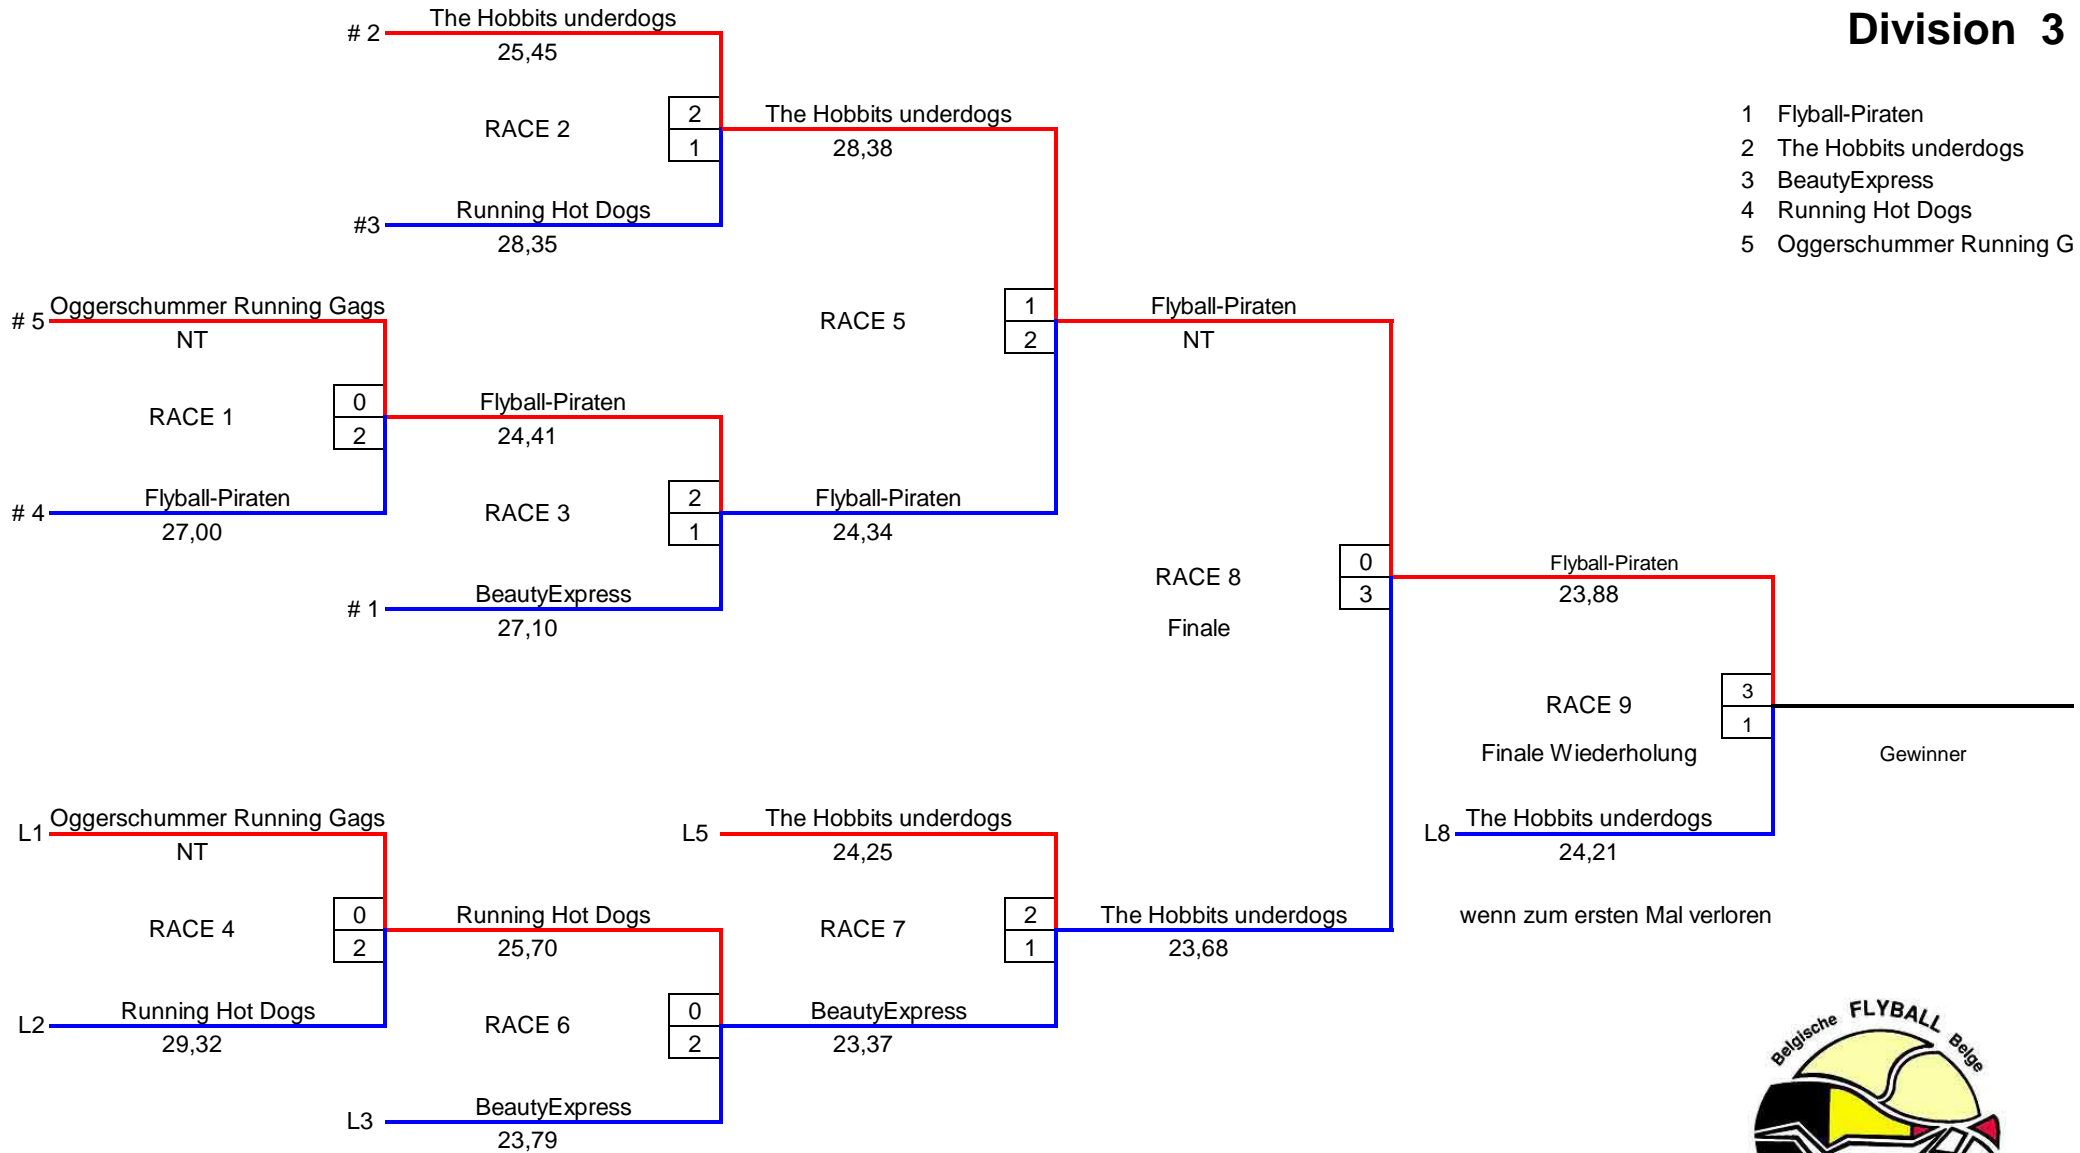 Division 3
1 Flyball-Piraten
2 The Hobbits underdogs
3 BeautyExpress
4 Running Hot Dogs
5 Oggerschummer Running G
# 2
The Hobbits underdogs
25,45
RACE 2
2
1
#3
Running Hot Dogs
28,35
The Hobbits underdogs
28,38
# 5
Oggerschummer Running Gags
NT
RACE 1
0
2
# 4
Flyball-Piraten
27,00
Flyball-Piraten
24,41
RACE 3
2
1
# 1
BeautyExpress
27,10
RACE 5
1
2
Flyball-Piraten
24,34
Flyball-Piraten
NT
RACE 8
0
3
Finale
Flyball-Piraten
23,88
RACE 9
3
1
Finale Wiederholung
Gewinner
L8
The Hobbits underdogs
24,21
wenn zum ersten Mal verloren
L1
Oggerschummer Running Gags
NT
RACE 4
0
2
L2
Running Hot Dogs
29,32
Running Hot Dogs
25,70
RACE 6
0
2
L3
BeautyExpress
23,79
L5
The Hobbits underdogs
24,25
RACE 7
2
1
BeautyExpress
23,37
The Hobbits underdogs
23,68
Belgische FLYBALL Belge